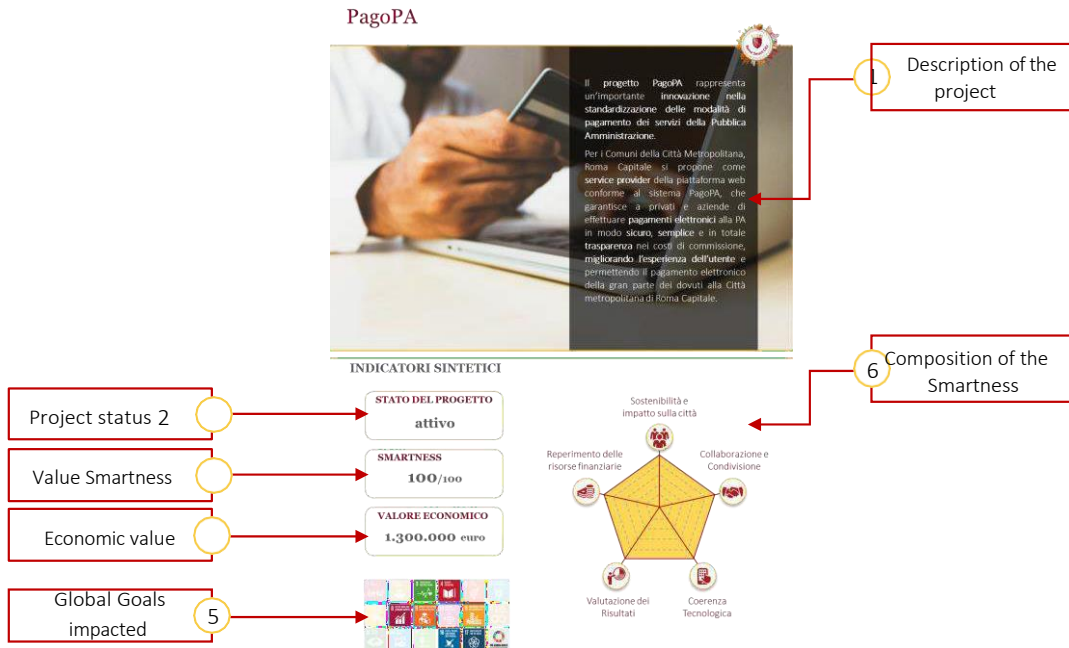 PagoPA
Il progetto PagoPA rappresenta
un'importante innovazione nella
standardizzazione delle modalità di
pagamento dei servizi della Pubblica
Amministrazione.
Per i Comuni della Città Metropolitana,
Roma Capitale si propone come
service provider della piattaforma web
conforme al sistema PagoPA, che
garantisce a privati e aziende di
effettuare pagamenti elettronici alla PA
in modo sicuro, semplice e in totale
trasparenza nei costi di commissione,
migliorando l'esperienza dell'utente e
permettendo il pagamento elettronico
della gran parte dei dovuti alla Città
metropolitana di Roma Capitale.
1
Description of the
project
INDICATORI SINTETICI
6
Composition of the
Smartness
Project status 2
STATO DEL PROGETTO
attivo
Value Smartness
SMARTNESS
100/100
Economic value
VALORE ECONOMICO
1.300.000 euro
Global Goals
impacted
5
Sostenibilità e
impatto sulla città
Reperimento delle
risorse finanziarie
Collaborazione e
Condivisione
Valutazione dei
Risultati
Coerenza
Tecnologica